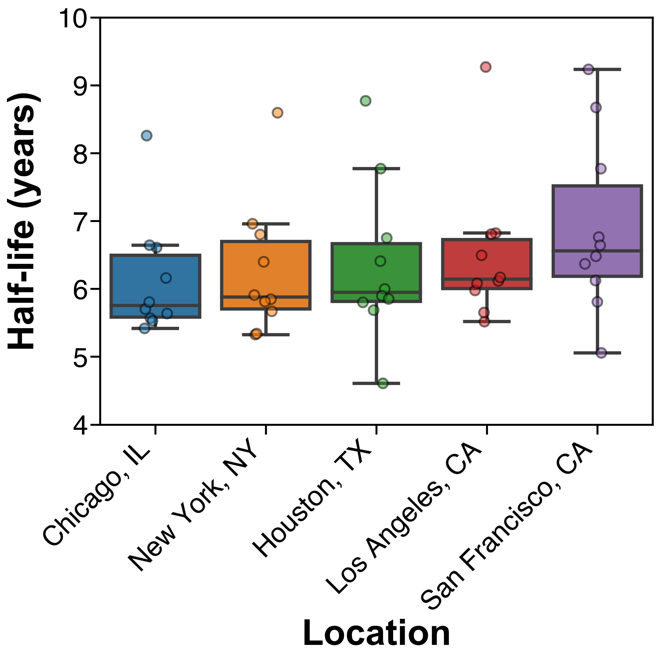 Half-life (years)
10
9
8
7
6
5
4
Chicago, IL
New York, NY
Houston, TX
Los Angeles, CA
San Francisco, CA
Location